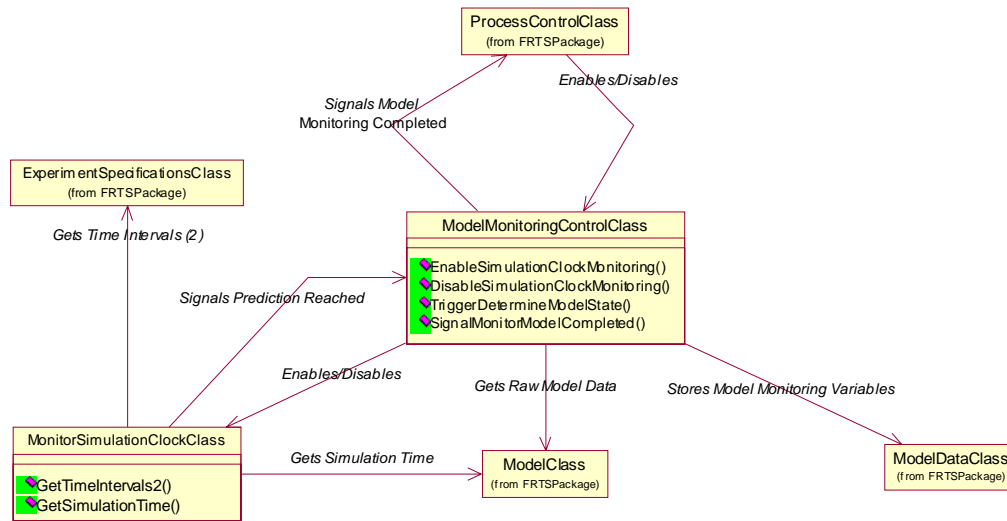 ProcessControlClass
(from FRTSPackage)
Signals Model
Monitoring Completed
Enables/Disables
ExperimentSpecificationsClass
(from FRTSPackage)
Gets Time Intervals (2)
ModelMonitoringControlClass
EnableSimulationClockMonitoring()
DisableSimulationClockMonitoring()
TriggerDetermineModelState()
SignalMonitorModelCompleted()
Signals Prediction Reached
Enables/Disables
Gets Raw Model Data
Stores Model Monitoring Variables
MonitorSimulationClockClass
GetTimeIntervals2()
GetSimulationTime()
Gets Simulation Time
ModelClass
(from FRTSPackage)
ModelDataClass
(from FRTSPackage)